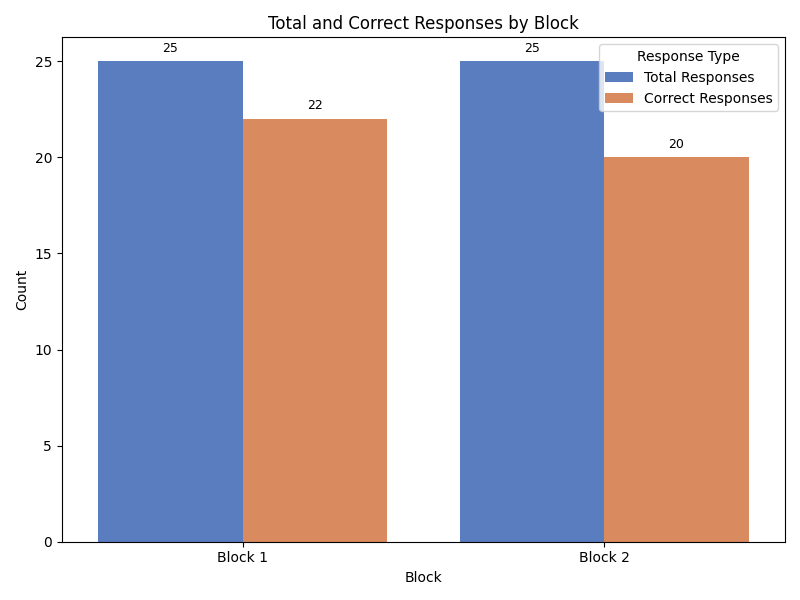 Total and Correct Responses by Block
25
25
22
20
Response Type
Total Responses
Correct Responses
Count
25
20
15
10
5
0
Block 1
Block 2
Block